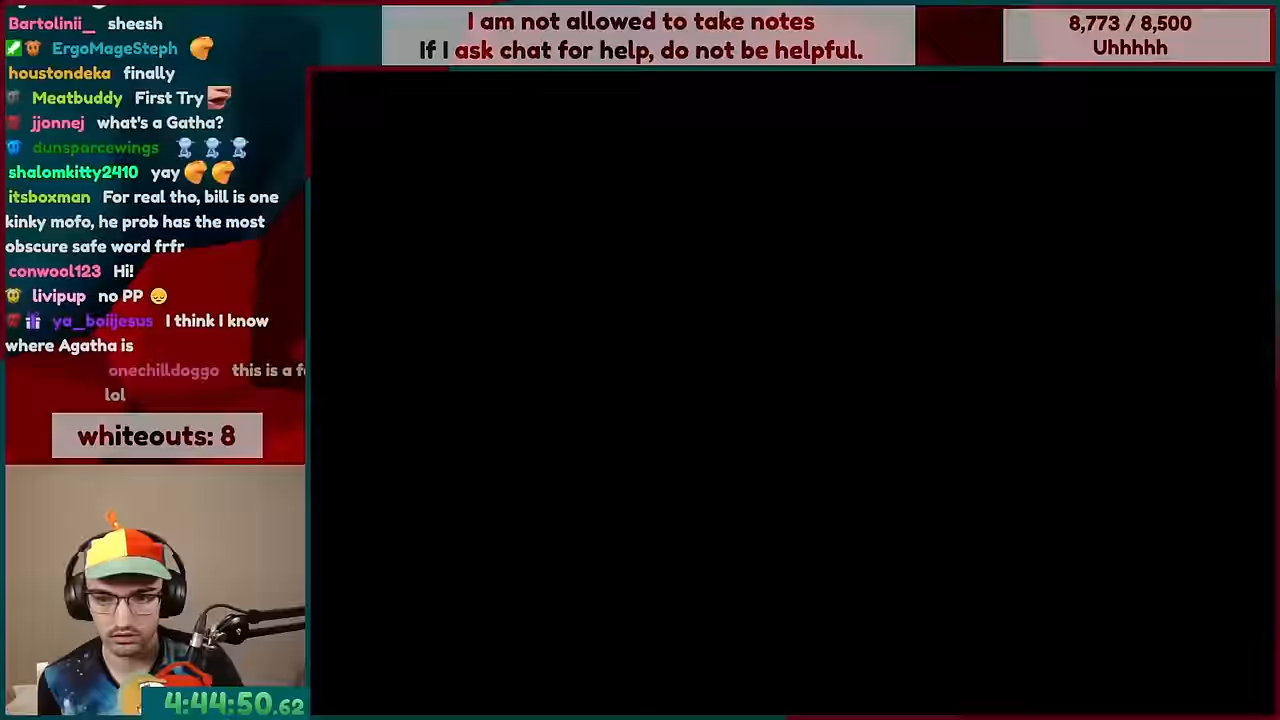 Bartolinii_ sheesh
ErgoMageSteph
houstondeka finally
Meatbuddy First Try
jjonnej what's a Gatha?
dunsparcewings
shalomkitty2410 yay
itsboxman For real tho, bill is one
kinky mofo, he prob has the most
obscure safe word frfr
conwool123 Hi!
livipup no PP 😔
ya_boiijesus I think I know
where Agatha is
onechilldoggo this is a
lol
whiteouts: 8
4:44:50.62
I am not allowed to take notes
If I ask chat for help, do not be helpful.
8,773 / 8,500
Uhhhhh